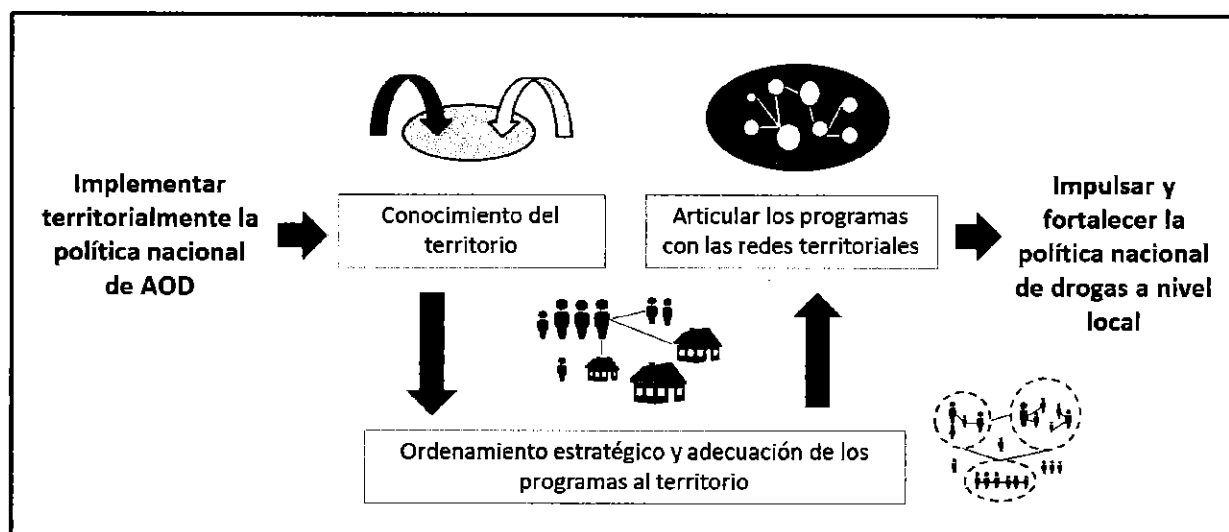 Implementar
territorialmente la
política nacional
de AOD
Conocimiento del
territorio
Articular los programas
con las redes territoriales
Impulsar y
fortalecer la
política nacional
de drogas a nivel
local
Ordenamiento estratégico y adecuación de los
programas al territorio